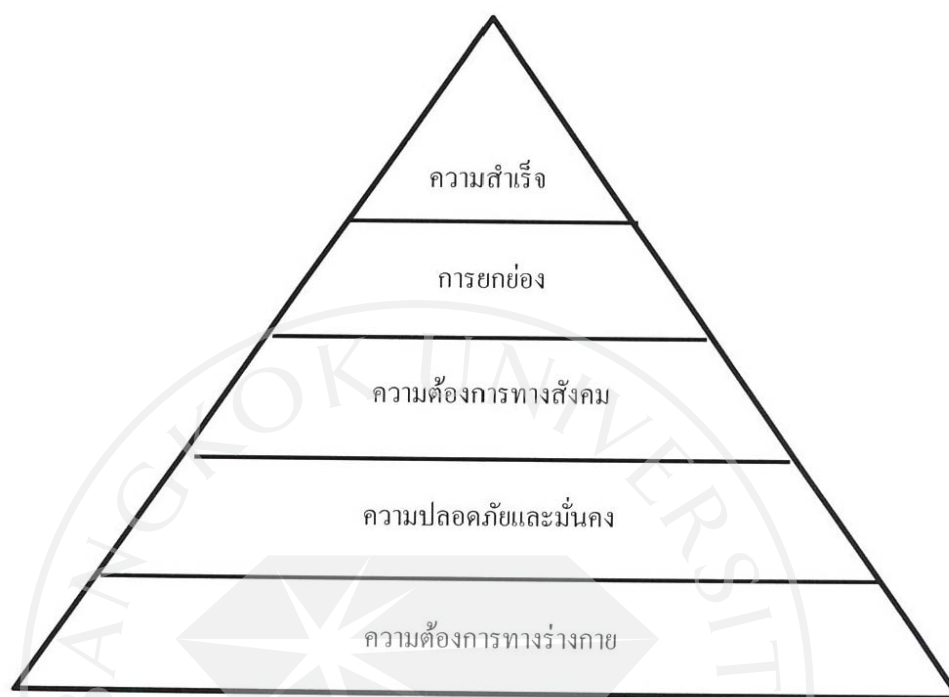 ความสำเร็จ
การยกย่อง
ความต้องการทางสังคม
ความปลอดภัยและมั่นคง
ความต้องการทางร่างกาย
BANGKOK UNIVERSIT